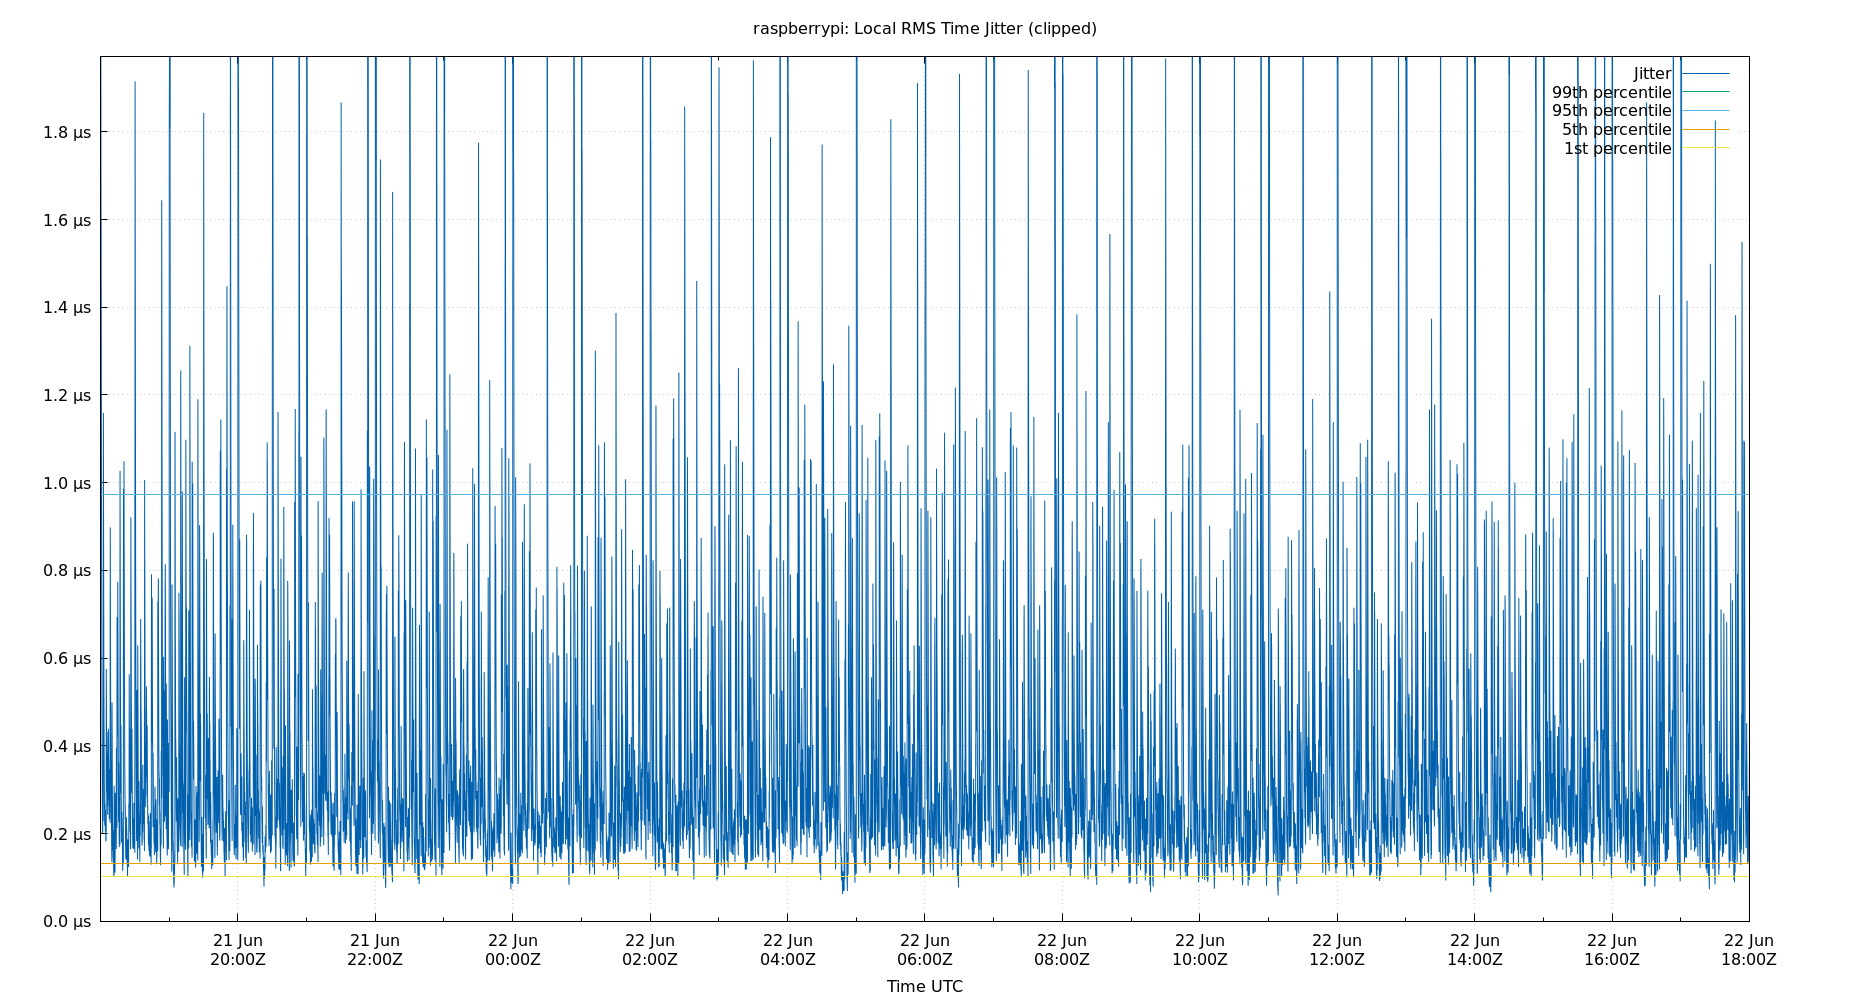 raspberrypi: Local RMS Time Jitter (clipped)
Jitter
99th percentile
95th percentile
5th percentile
1st percentile
1.8 µs
1.6 µs
1.4 µs
1.2 µs
1.0 µs
0.8 µs
0.6 µs
0.4 µs
0.2 µs
0.0 µs
21 Jun 21 Jun 22 Jun 22 Jun 22 Jun 22 Jun 22 Jun 22 Jun 22 Jun 22 Jun 22 Jun 22 Jun
20:00Z 22:00Z 00:00Z 02:00Z 04:00Z 06:00Z 08:00Z 10:00Z 12:00Z 14:00Z 16:00Z 18:00Z
Time UTC